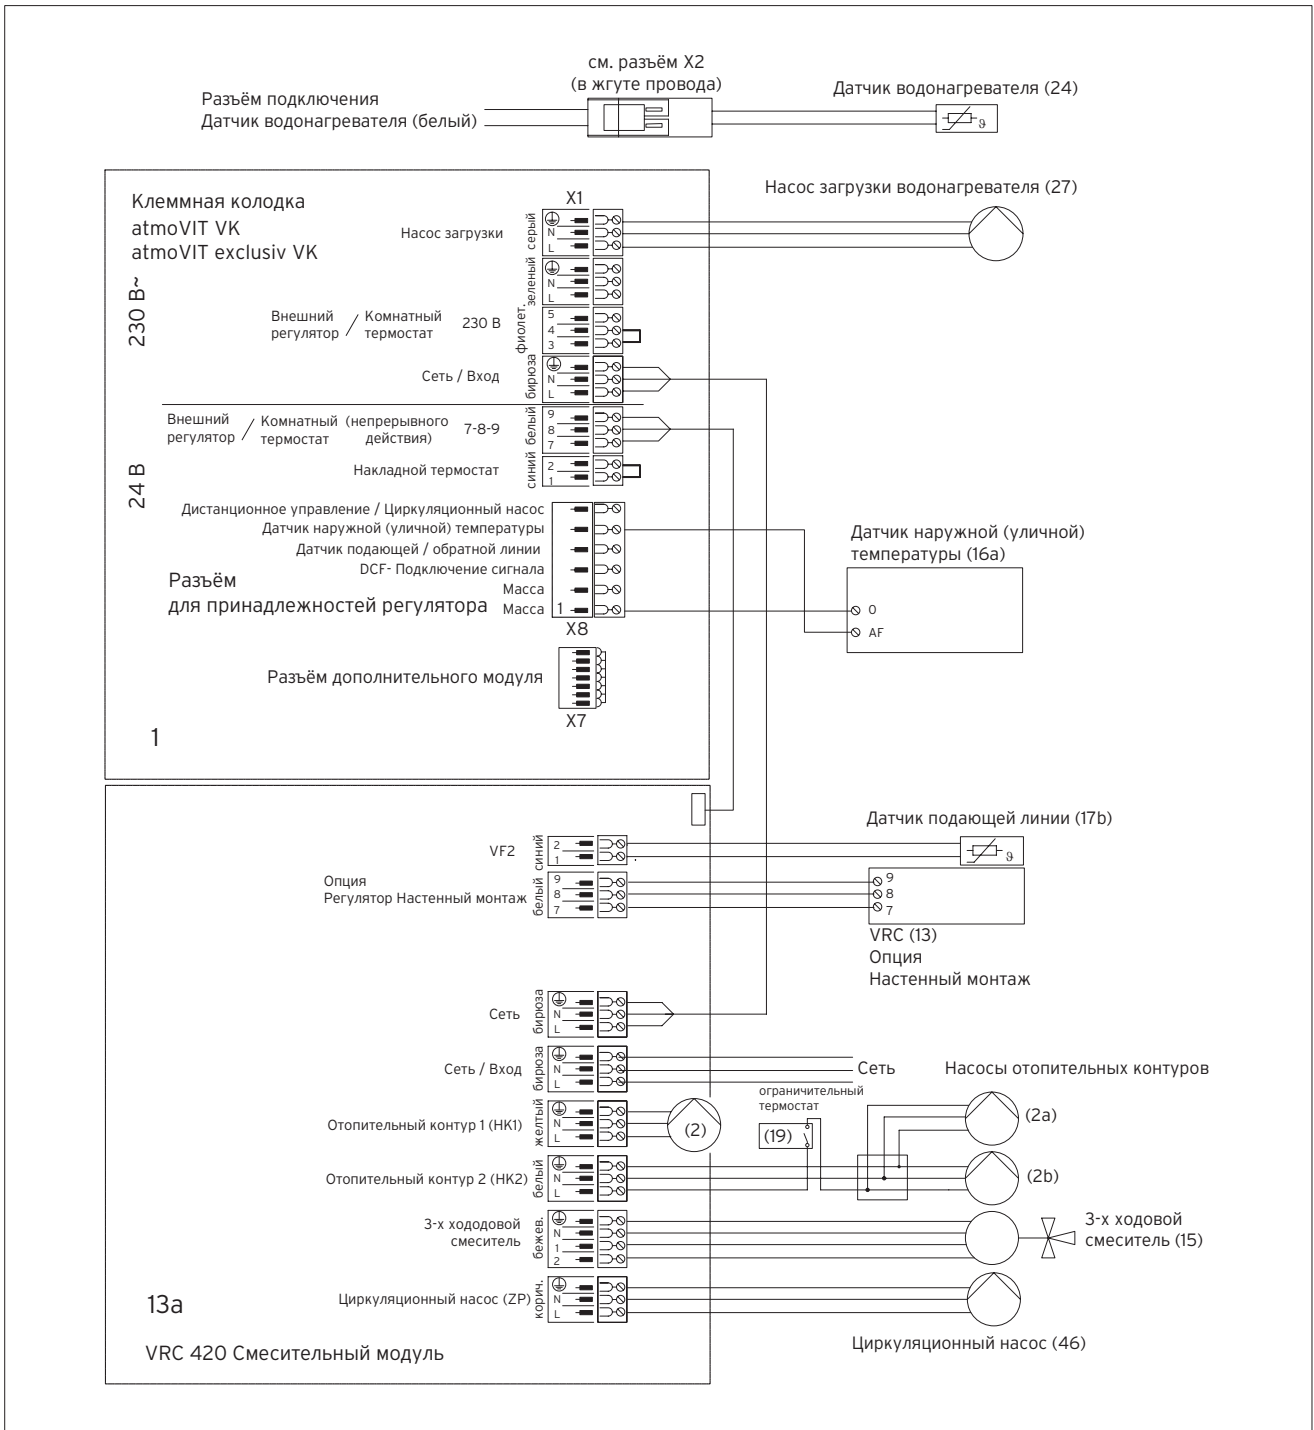 см. разъём X2
(в жгуте провода)
Разъём подключения
Датчик водонагревателя (белый)
Датчик водонагревателя (24)
ϑ
Насос загрузки водонагревателя (27)
Клеммная колодка
atmoVIT VK
atmoVIT exclusiv VK
X1
230 В~
Насос загрузки
серый
N
L
зеленый
N
L
Внешний регулятор / Комнатный термостат 230 В
фиолет.
5
4
3
Сеть / Вход
бирюза
N
L
24 В
Внешний регулятор / Комнатный термостат (непрерывного действия) 7-8-9
белый
9
8
7
Накладной термостат
синий
2
1
Дистанционное управление / Циркуляционный насос
Датчик наружной (уличной) температуры
Датчик подающей / обратной линии
DCF- Подключение сигнала
Масса
Масса
1
Разъём
для принадлежностей регулятора
X8
Датчик наружной (уличной)
температуры (16а)
0
AF
Разъём дополнительного модуля
X7
1
Датчик подающей линии (17b)
ϑ
VF2
синий
2
1
Опция
Регулятор Настенный монтаж
белый
9
8
7
9
8
7
VRC (13)
Опция
Настенный монтаж
Сеть
бирюза
N
L
Сеть / Вход
бирюза
N
L
Сеть
Насосы отопительных контуров
ограничительный
термостат
(19)
Отопительный контур 1 (HK1)
желтый
N
L
(2)
(2a)
Отопительный контур 2 (HK2)
белый
N
L
(2b)
3-х хододовой
смеситель
бежев.
N
1
2
3-х ходовой
смеситель (15)
13a
Циркуляционный насос (ZP)
корич.
N
L
Циркуляционный насос (46)
VRC 420 Смесительный модуль